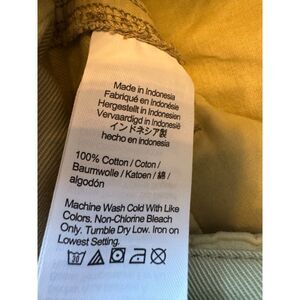 Made in Indonesia
Fabriqué en Indonésie
Hergestellt in Indonesien
Vervaardigd in Indonesië
インドネシア製
hecho en indonesia
100% Cotton / Coton /
Baumwolle / Katoen / 綿 /
algodón
Machine Wash Cold With Like
Colors. Non-Chlorine Bleach
Only. Tumble Dry Low. Iron on
Lowest Setting.